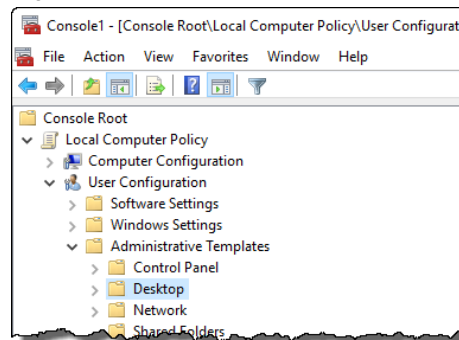 Console1 - [Console Root\Local Computer Policy\User Configurat
File Action View Favorites Window Help
Console Root
Local Computer Policy
Computer Configuration
User Configuration
Software Settings
Windows Settings
Administrative Templates
Control Panel
Desktop
Network
Shared Folders